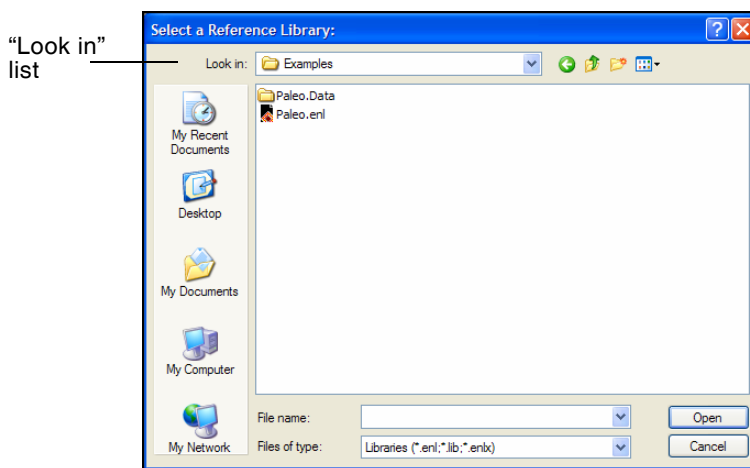 Select a Reference Library:
“Look in”
list
Look in:
Examples
Paleo.Data
Paleo.enl
My Recent
Documents
Desktop
My Documents
My Computer
My Network
File name:
Open
Files of type:
Libraries (*.enl;*.lib;*.enlx)
Cancel